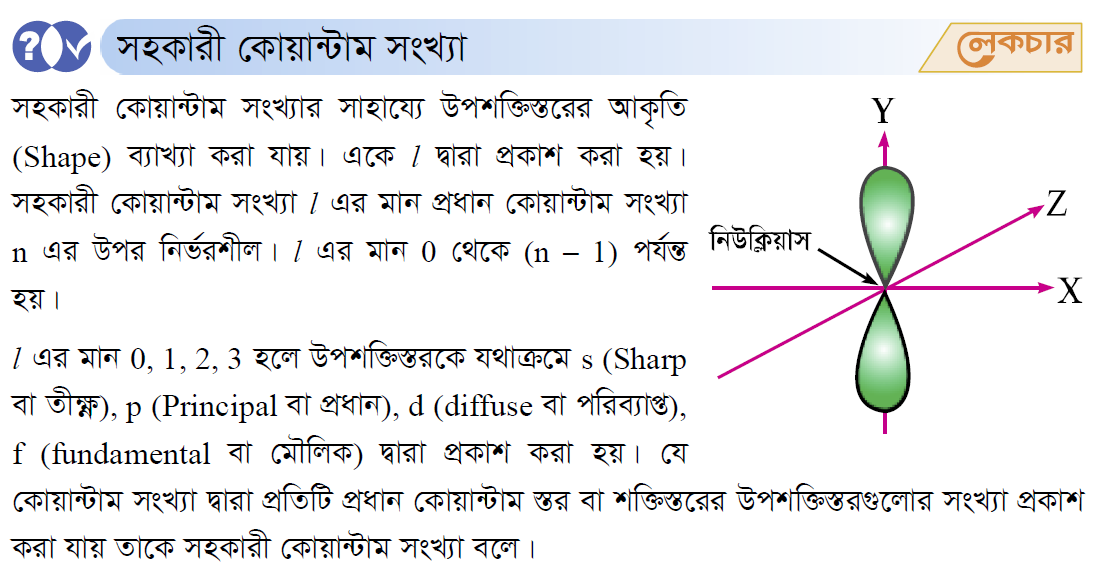 সহকারী কোয়ান্টাম সংখ্যা
লেকচার
সহকারী কোয়ান্টাম সংখ্যার সাহায্যে উপশক্তিস্তরের আকৃতি
(Shape) ব্যাখ্যা করা যায়। একে l দ্বারা প্রকাশ করা হয়।
সহকারী কোয়ান্টাম সংখ্যা l এর মান প্রধান কোয়ান্টাম সংখ্যা
n এর উপর নির্ভরশীল। l এর মান 0 থেকে (n – 1) পর্যন্ত
হয়।
l এর মান 0, 1, 2, 3 হলে উপশক্তিস্তরকে যথাক্রমে s (Sharp
বা তীক্ষ্ণ), p (Principal বা প্রধান), d (diffuse বা পরিব্যাপ্ত),
f (fundamental বা মৌলিক) দ্বারা প্রকাশ করা হয়। যে
কোয়ান্টাম সংখ্যা দ্বারা প্রতিটি প্রধান কোয়ান্টাম স্তর বা শক্তিস্তরের উপশক্তিস্তরগুলোর সংখ্যা প্রকাশ
করা যায় তাকে সহকারী কোয়ান্টাম সংখ্যা বলে।
Y
Z
নিউক্লিয়াস
X